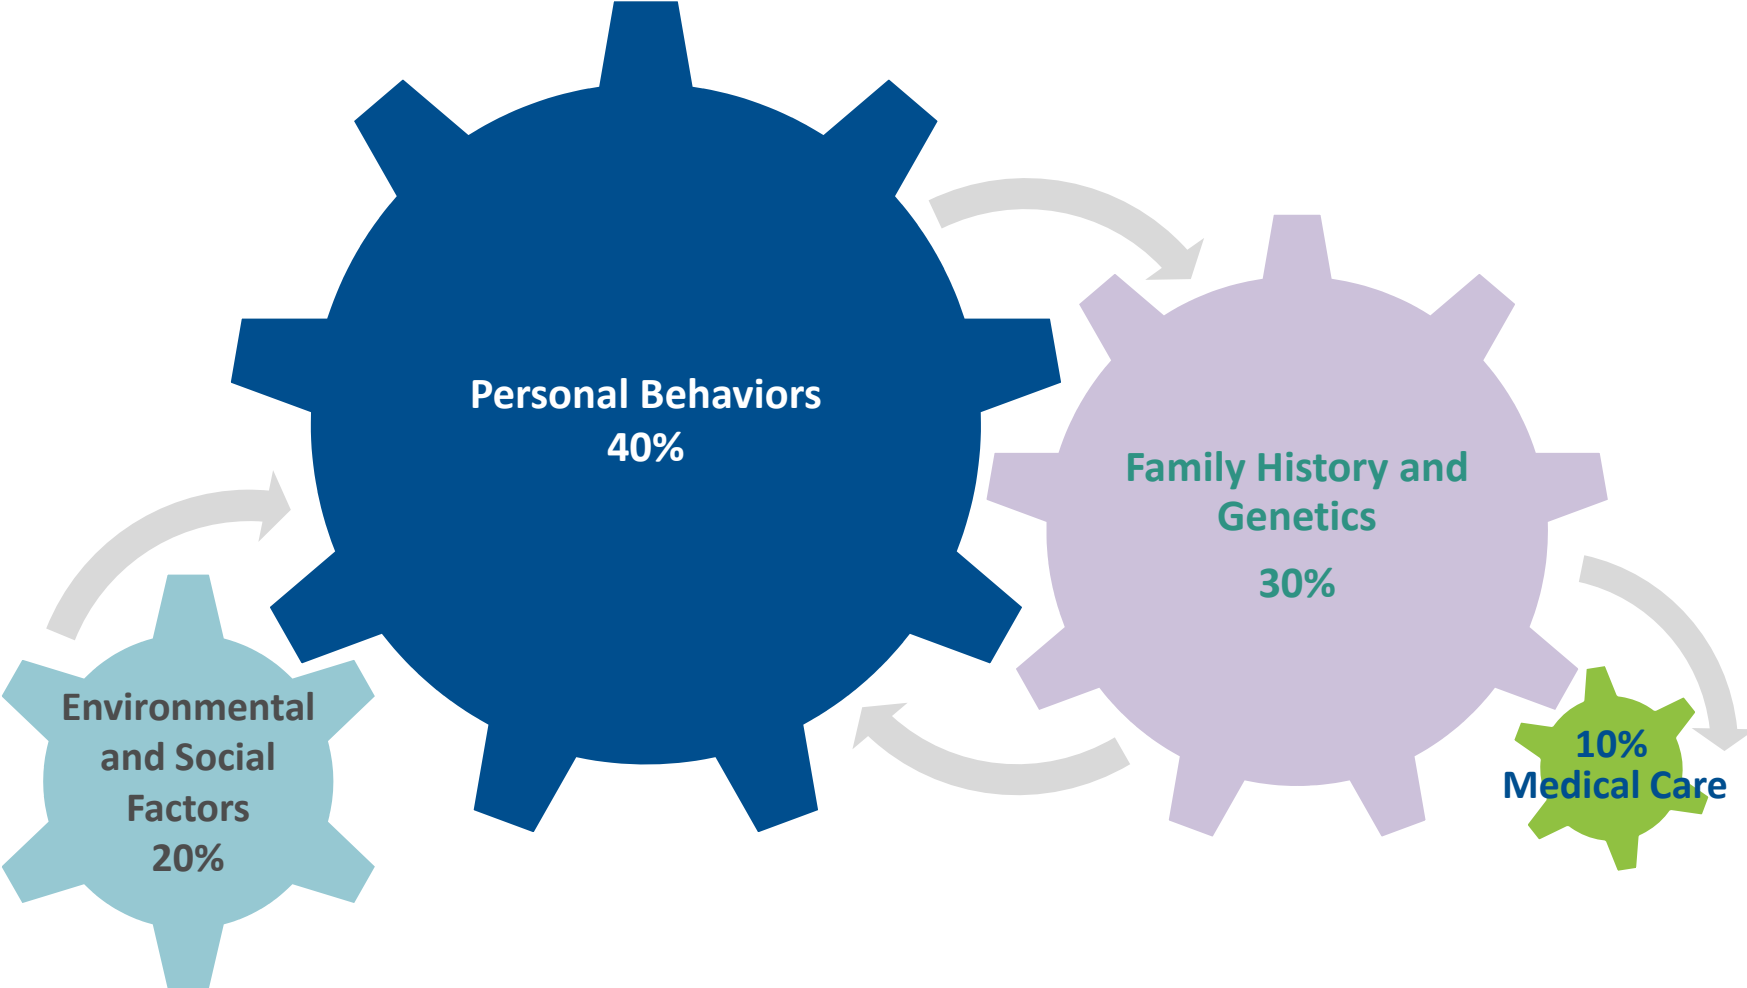 Personal Behaviors
40%
Family History and
Genetics
30%
Environmental
and Social
Factors
20%
10%
Medical Care